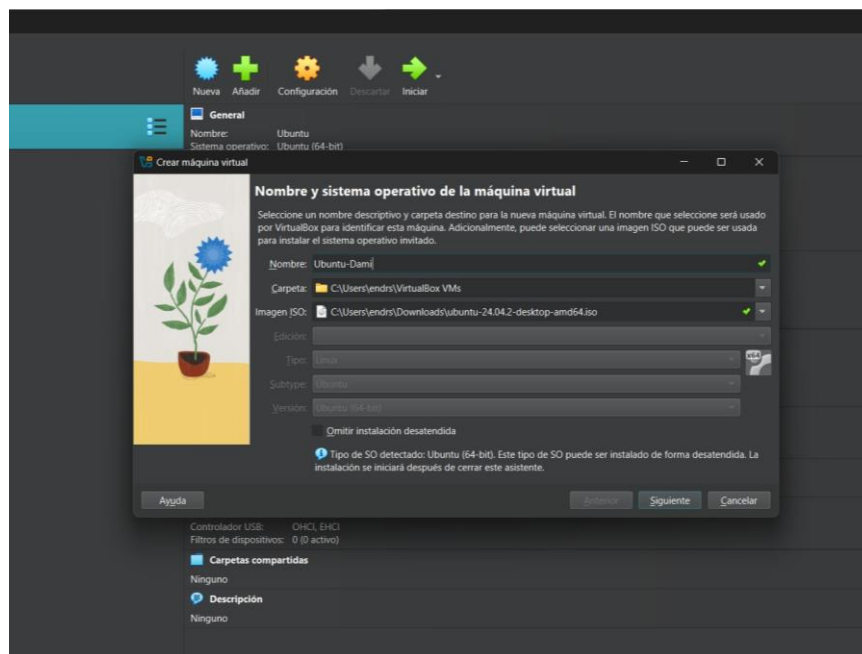 Nueva Añadir Configuración Descartar Iniciar
General
Nombre: Ubuntu
Sistema operativo: Ubuntu (64-bit)
Crear máquina virtual
Nombre y sistema operativo de la máquina virtual
Seleccione un nombre descriptivo y carpeta destino para la nueva máquina virtual. El nombre que seleccione será usado
por VirtualBox para identificar esta máquina. Adicionalmente, puede seleccionar una imagen ISO que puede ser usada
para instalar el sistema operativo invitado.
Nombre: Ubuntu-Dami
Carpeta: C:\Users\endrs\VirtualBox VMs
Imagen ISO: C:\Users\endrs\Downloads\ubuntu-24.04.2-desktop-amd64.iso
Edición:
Tipo: Linux
x64
Subtype: Ubuntu
Versión: Ubuntu (64-bit)
Omitir instalación desatendida
Tipo de SO detectado: Ubuntu (64-bit). Este tipo de SO puede ser instalado de forma desatendida. La
instalación se iniciará después de cerrar este asistente.
Ayuda Anterior Siguiente Cancelar
Controlador USB: OHCI, EHCI
Filtros de dispositivos: 0 (0 activo)
Carpetas compartidas
Ninguno
Descripción
Ninguno